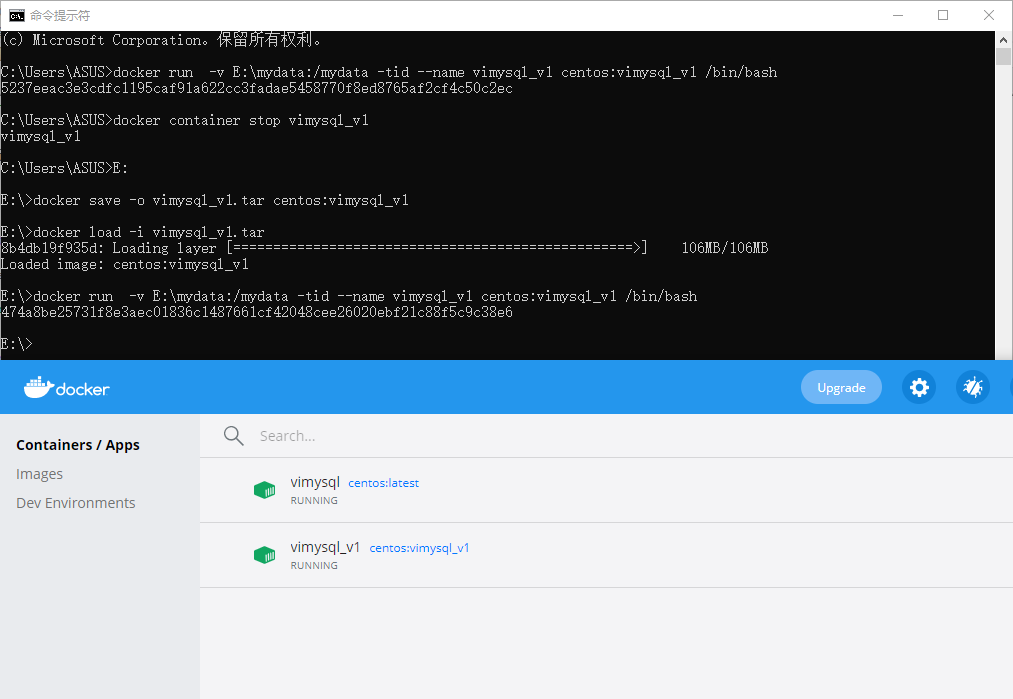 命令提示符
(c) Microsoft Corporation。保留所有权利。
C:\Users\ASUS>docker run  -v E:\mydata:/mydata -tid --name vimysql_v1 centos:vimysql_v1 /bin/bash
5237eeac3e3cdfc1195caf91a622cc3fadae5458770f8ed8765af2cf4c50c2ec
C:\Users\ASUS>docker container stop vimysql_v1
vimysql_v1
C:\Users\ASUS>E:
E:\>docker save -o vimysql_v1.tar centos:vimysql_v1
E:\>docker load -i vimysql_v1.tar
8b4db19f935d: Loading layer [==================================================>]    106MB/106MB
Loaded image: centos:vimysql_v1
E:\>docker run  -v E:\mydata:/mydata -tid --name vimysql_v1 centos:vimysql_v1 /bin/bash
474a8be25731f8e3aec01836c1487661cf42048cee26020ebf21c88f5c9c38e6
E:\>
docker
Upgrade
Containers / Apps
Images
Dev Environments
Search...
vimysql centos:latest
RUNNING
vimysql_v1 centos:vimysql_v1
RUNNING